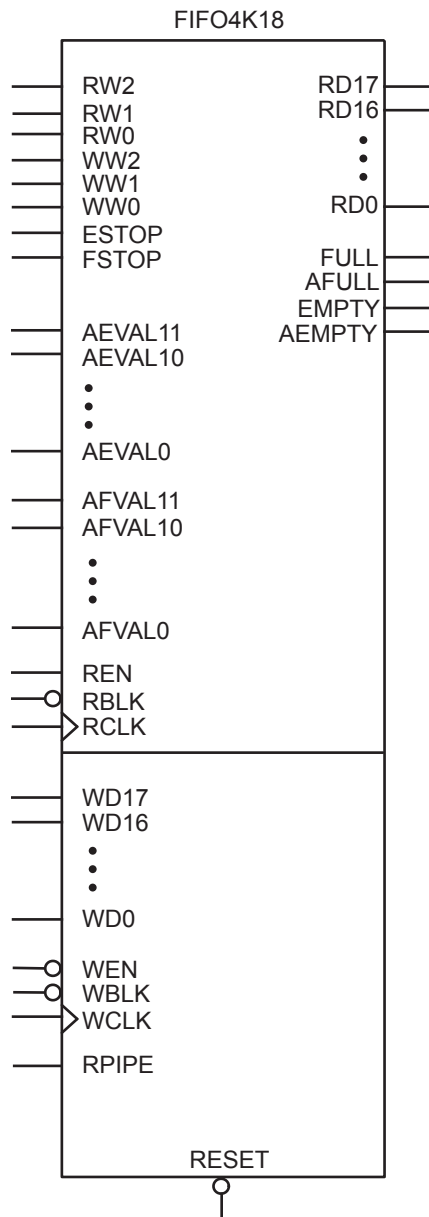 FIFO4K18
RW2
RW1
RW0
WW2
WW1
WW0
ESTOP
FSTOP
AEVAL11
AEVAL10
AEVAL0
AFVAL11
AFVAL10
AFVAL0
REN
RBLK
RCLK
RD17
RD16
RD0
FULL
AFULL
EMPTY
AEMPTY
WD17
WD16
WD0
WEN
WBLK
WCLK
RPIPE
RESET